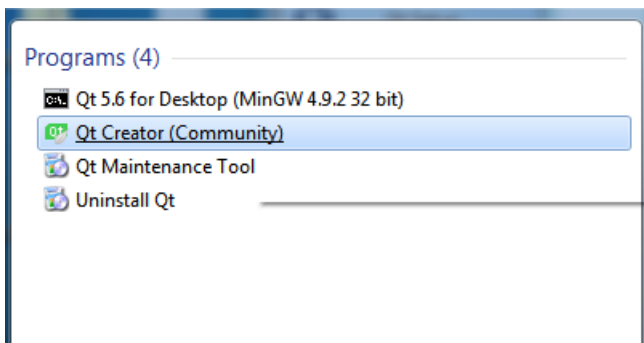 Programs (4)
Qt 5.6 for Desktop (MinGW 4.9.2 32 bit)
Qt Creator (Community)
Qt Maintenance Tool
Uninstall Qt